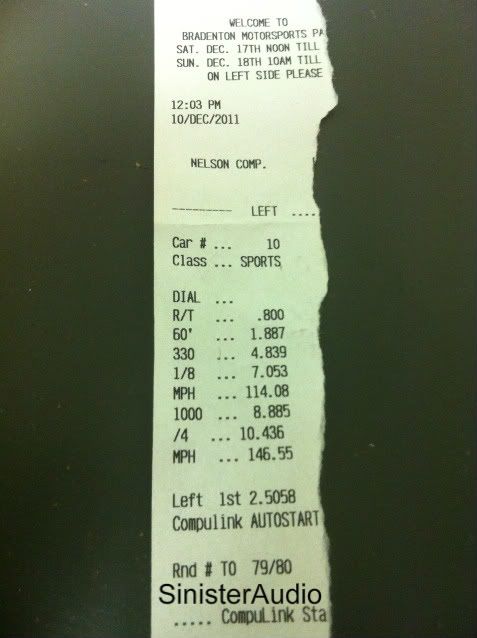 WELCOME TO
BRADENTON MOTORSPORTS PA
SAT. DEC. 17TH NOON TILL
SUN. DEC. 18TH 10AM TILL
ON LEFT SIDE PLEASE
12:03 PM
10/DEC/2011
NELSON COMP.
--------- LEFT ....
Car # ... 10
Class ... SPORTS
DIAL ...
R/T ... .800
60' ... 1.887
330 ... 4.839
1/8 ... 7.053
MPH ... 114.08
1000 ... 8.885
/4 ... 10.436
MPH ... 146.55
Left 1st 2.5058
Compulink AUTOSTART
Rnd # TO 79/80
SinisterAudio
..... CompuLink Sta